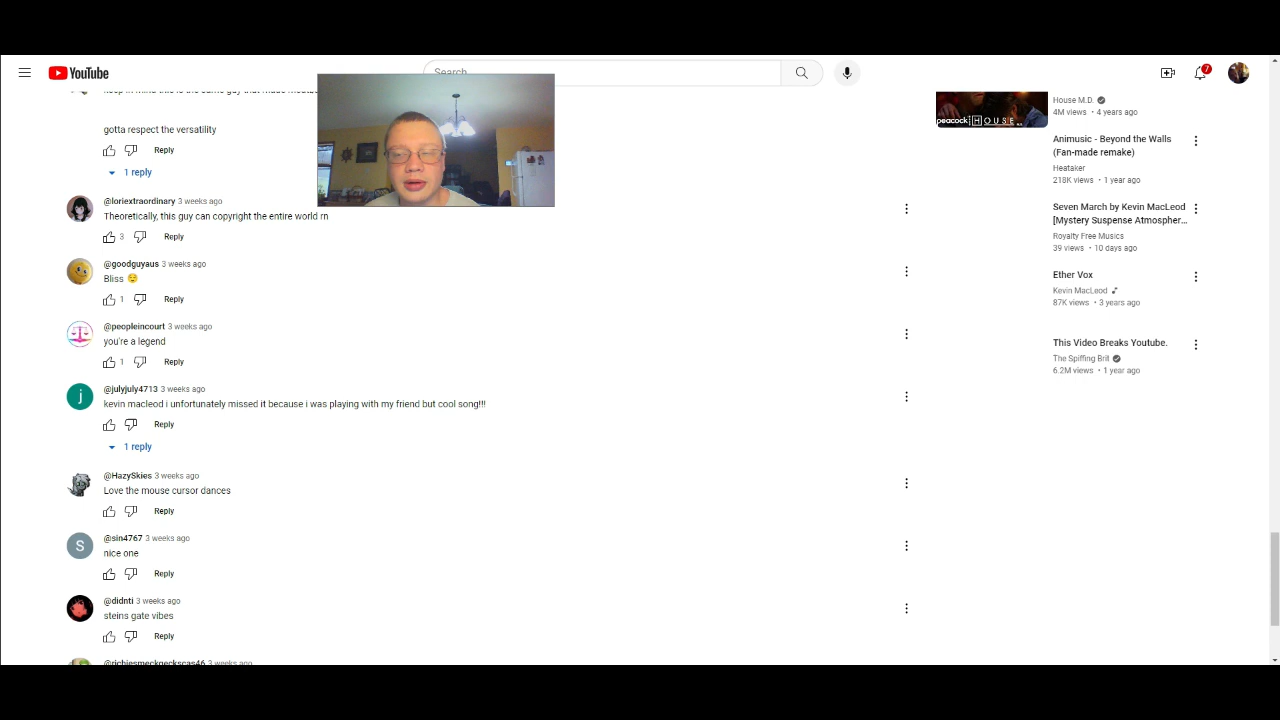 YouTube
Search
7
gotta respect the versatility
Reply
1 reply
@loriextraordinary 3 weeks ago
Theoretically, this guy can copyright the entire world rn
3
Reply
@goodguyaus 3 weeks ago
Bliss
1
Reply
@peopleincourt 3 weeks ago
you're a legend
1
Reply
j
@julyjuly4713 3 weeks ago
kevin macleod i unfortunately missed it because i was playing with my friend but cool song!!!
Reply
1 reply
@HazySkies 3 weeks ago
Love the mouse cursor dances
Reply
S
@sin4767 3 weeks ago
nice one
Reply
@didnti 3 weeks ago
steins gate vibes
Reply
@richiesmeckgeckscas46 3 weeks ago
peacock HOUSE
House M.D.
4M views • 4 years ago
Animusic - Beyond the Walls
(Fan-made remake)
Heataker
218K views • 1 year ago
Seven March by Kevin MacLeod
[Mystery Suspense Atmospher...
Royalty Free Musics
39 views • 10 days ago
Ether Vox
Kevin MacLeod
87K views • 3 years ago
This Video Breaks Youtube.
The Spiffing Brit
6.2M views • 1 year ago